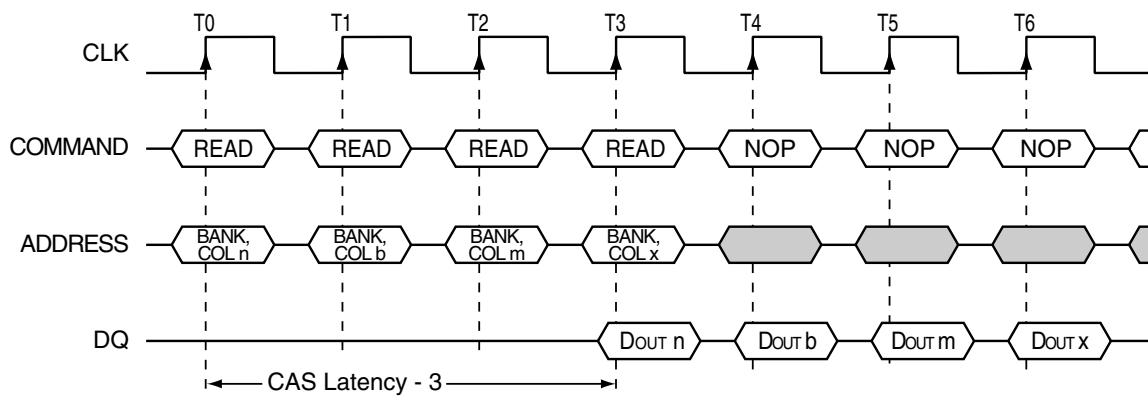 T0 T1 T2 T3 T4 T5 T6
CLK
COMMAND READ READ READ READ NOP NOP NOP
ADDRESS BANK, COL n BANK, COL b BANK, COL m BANK, COL x
DQ DOUT n DOUT b DOUT m DOUT x
CAS Latency - 3